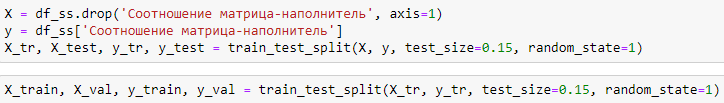 X = df_ss.drop('Соотношение матрица-наполнитель', axis=1)
y = df_ss['Соотношение матрица-наполнитель']
X_tr, X_test, y_tr, y_test = train_test_split(X, y, test_size=0.15, random_state=1)
X_train, X_val, y_train, y_val = train_test_split(X_tr, y_tr, test_size=0.15, random_state=1)